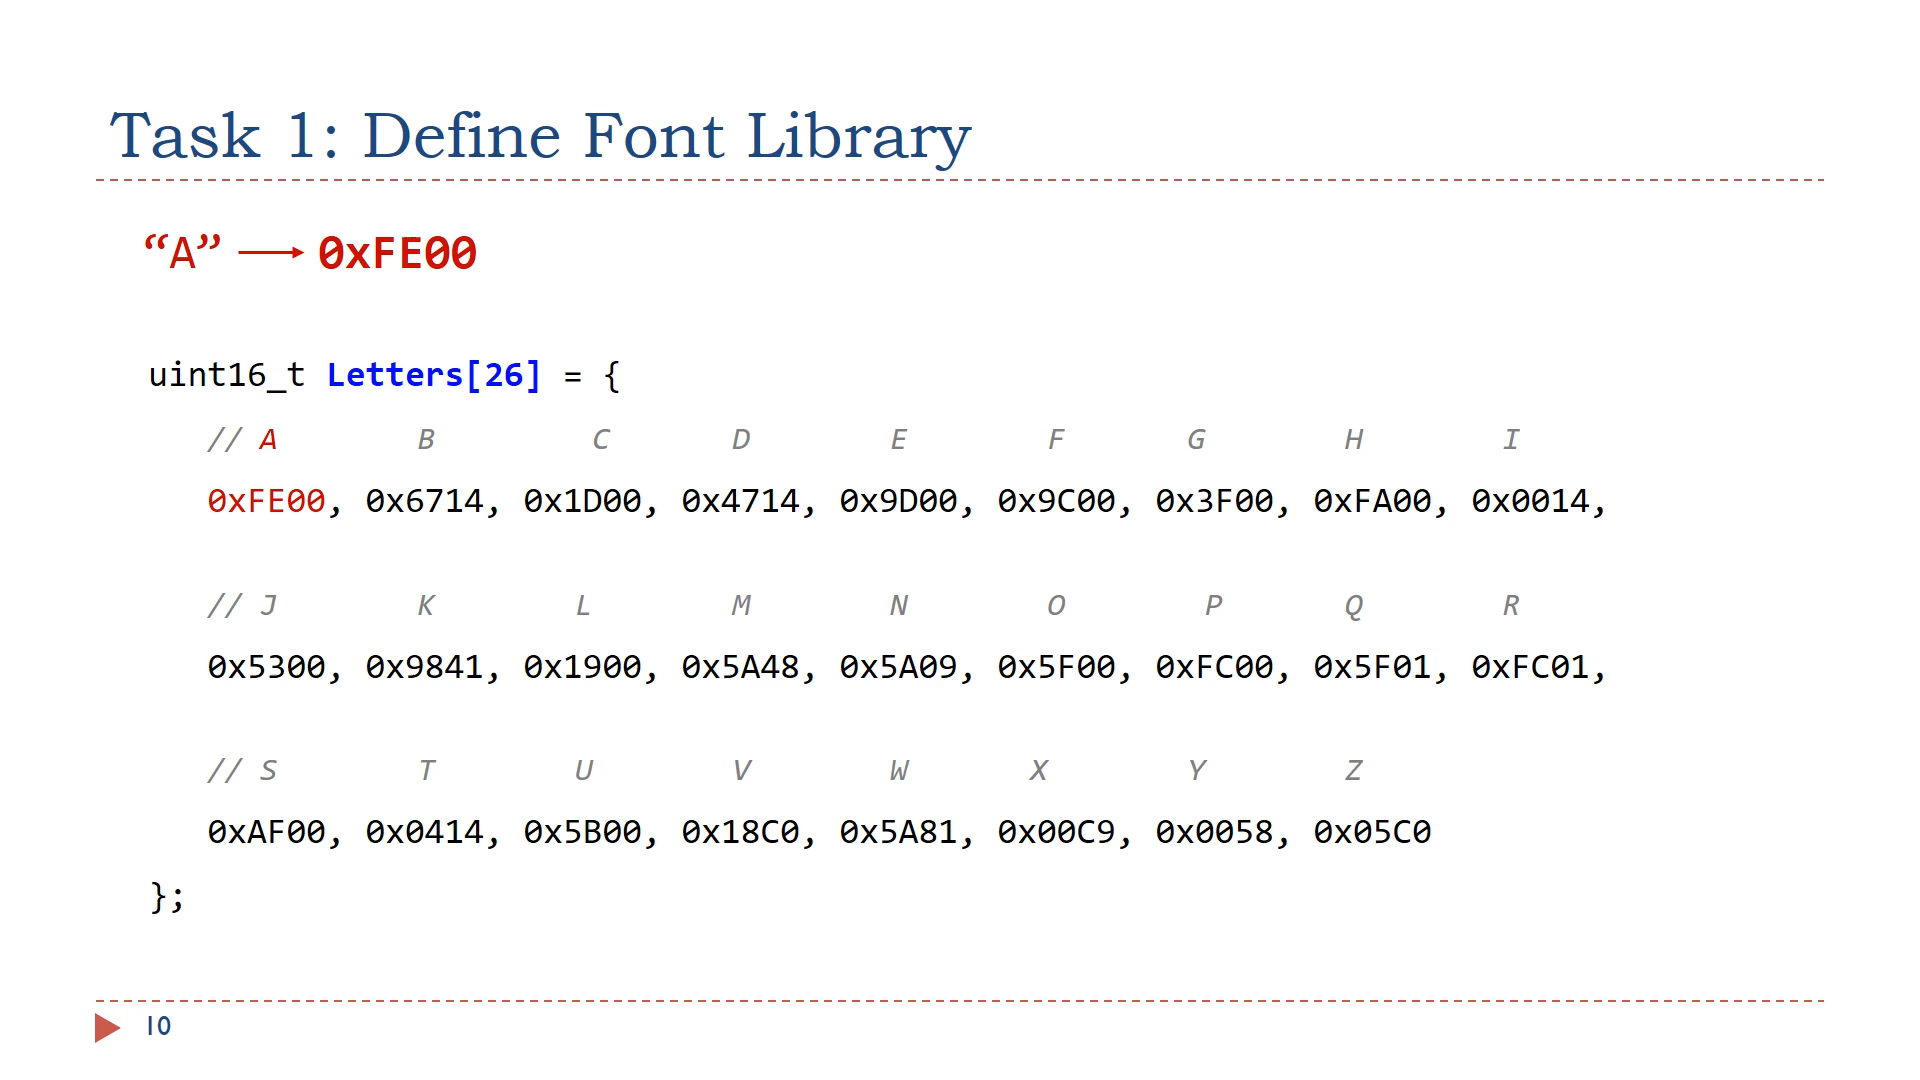 Task 1: Define Font Library
“A” → 0xFE00
uint16_t Letters[26] = {
// A B C D E F G H I
0xFE00, 0x6714, 0x1D00, 0x4714, 0x9D00, 0x9C00, 0x3F00, 0xFA00, 0x0014,
// J K L M N O P Q R
0x5300, 0x9841, 0x1900, 0x5A48, 0x5A09, 0x5F00, 0xFC00, 0x5F01, 0xFC01,
// S T U V W X Y Z
0xAF00, 0x0414, 0x5B00, 0x18C0, 0x5A81, 0x00C9, 0x0058, 0x05C0
};
10